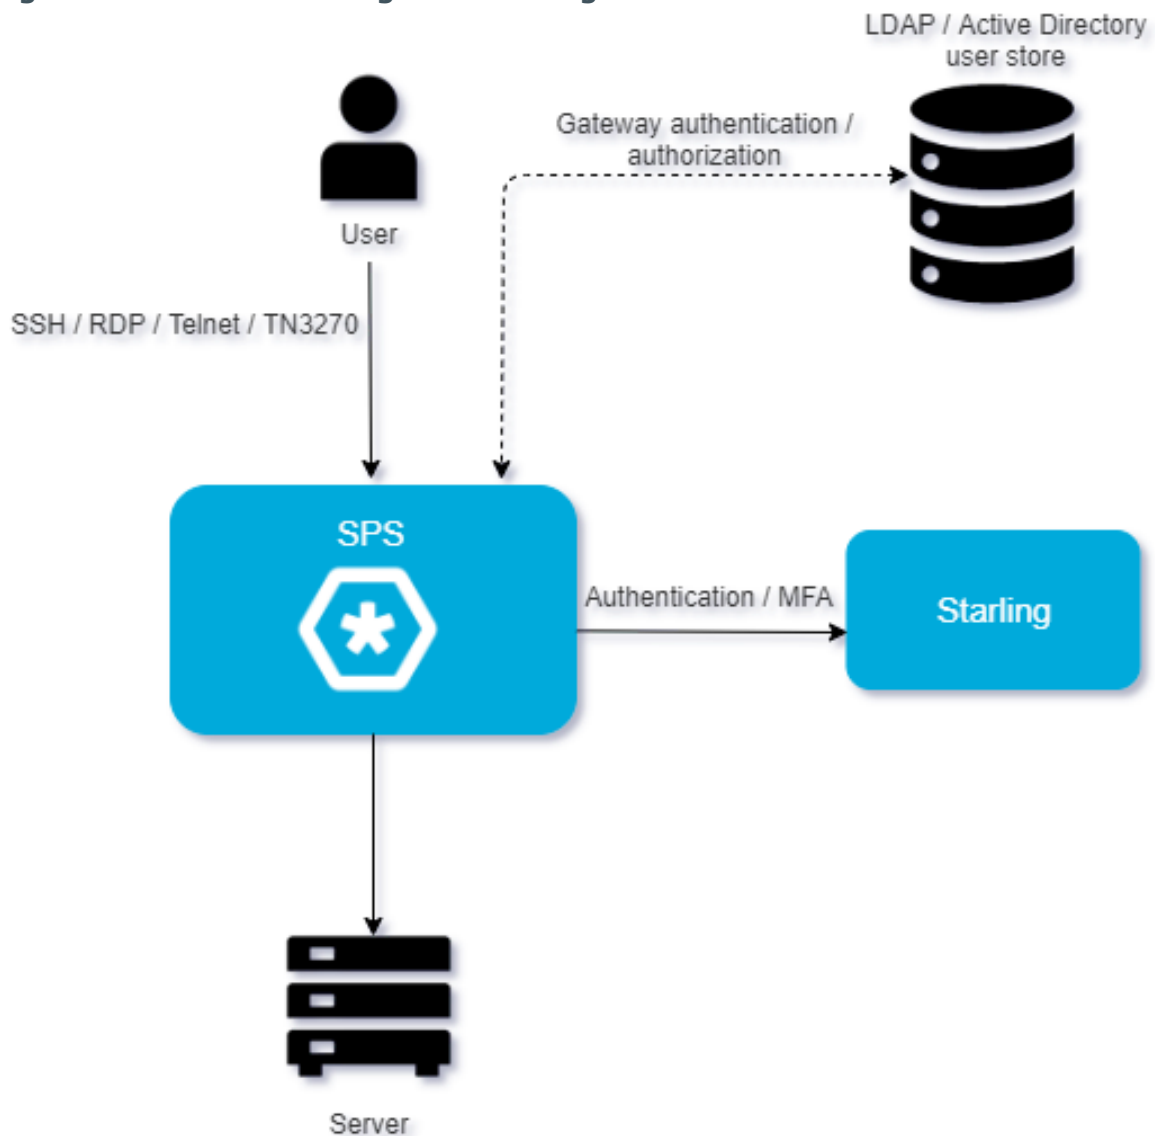 LDAP / Active Directory
user store
Gateway authentication /
authorization
User
SSH / RDP / Telnet / TN3270
SPS
Authentication / MFA
Starling
Server